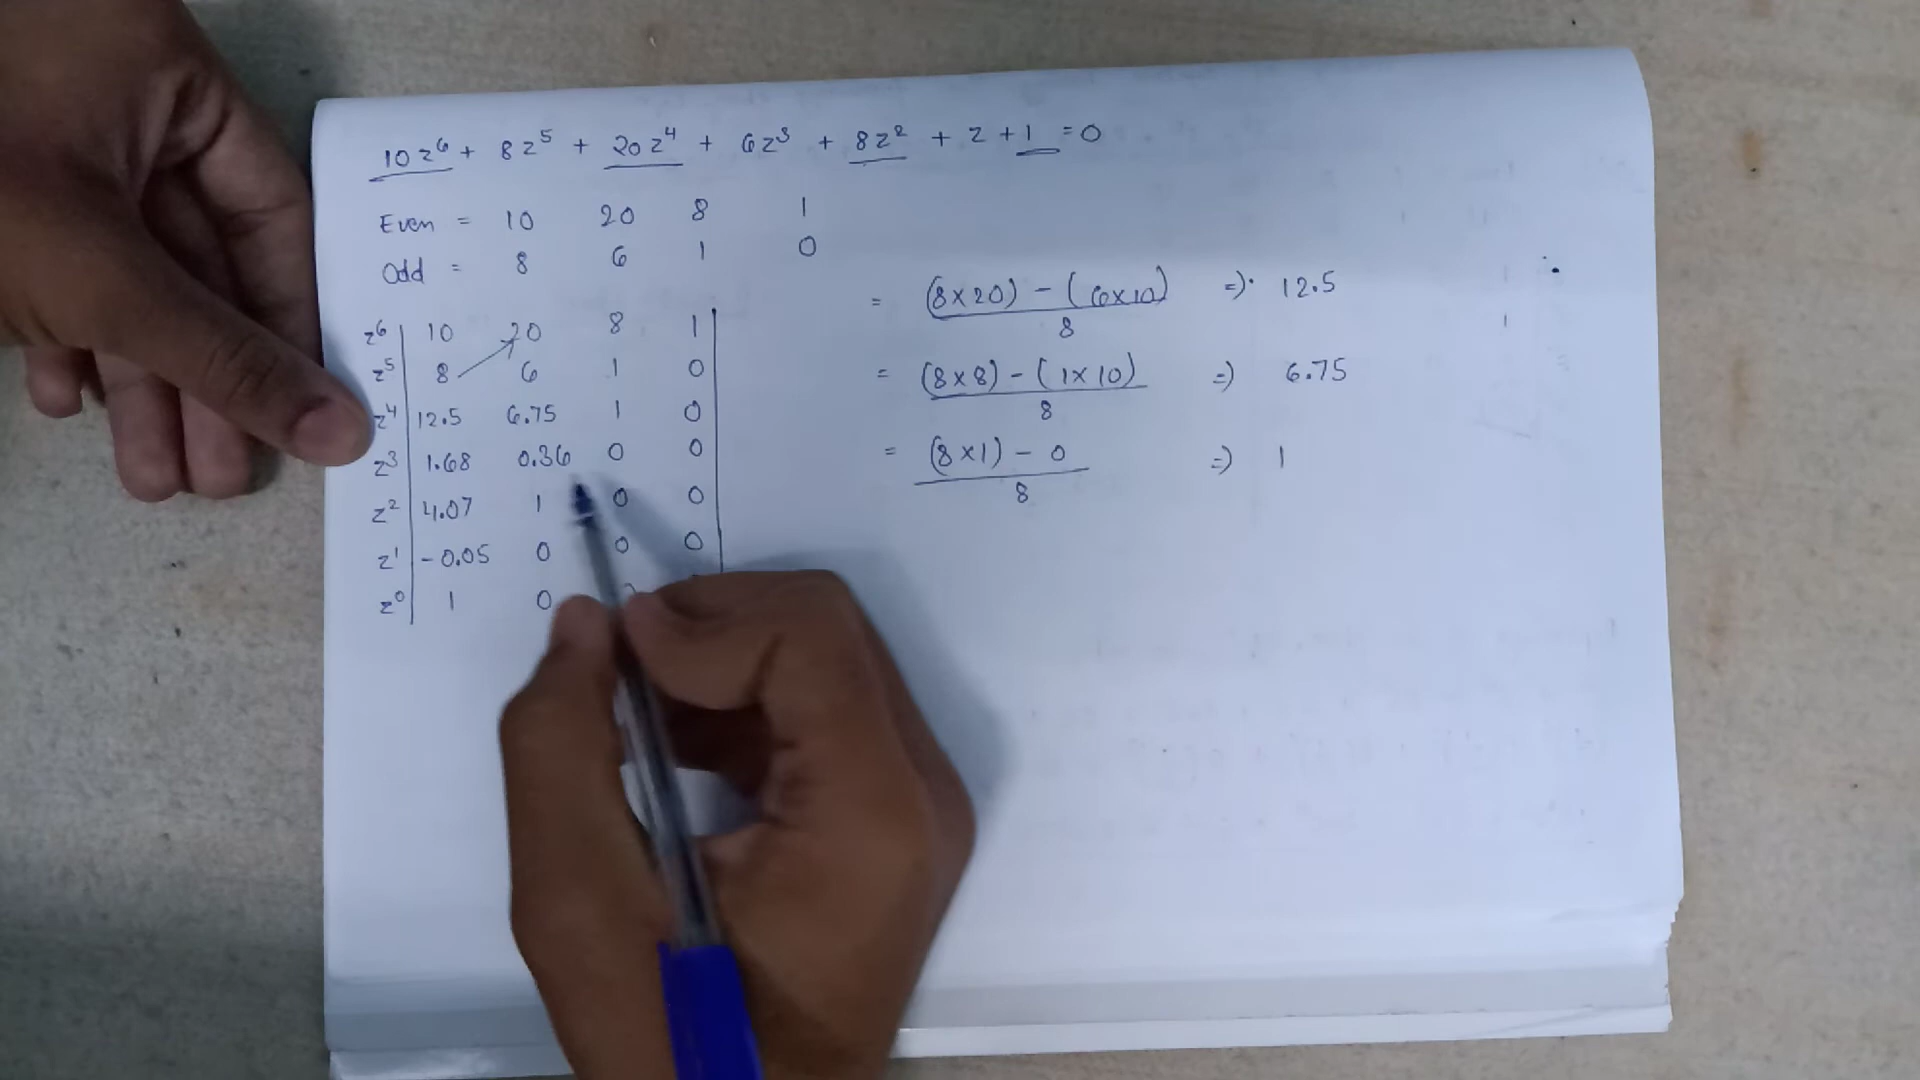 10z⁶ + 8z⁵ + 20z⁴ + 6z³ + 8z² + z + 1 = 0
Even = 10 20 8 1
Odd = 8 6 1 0
z⁶ 10 20 8 1
z⁵ 8 6 1 0
z⁴ 12.5 6.75 1 0
z³ 1.68 0.36 0 0
z² 4.07 1 0 0
z¹ -0.05 0 0 0
z⁰ 1 0
= (8×20) - (6×10) / 8 => 12.5
= (8×8) - (1×10) / 8 => 6.75
= (8×1) - 0 / 8 => 1